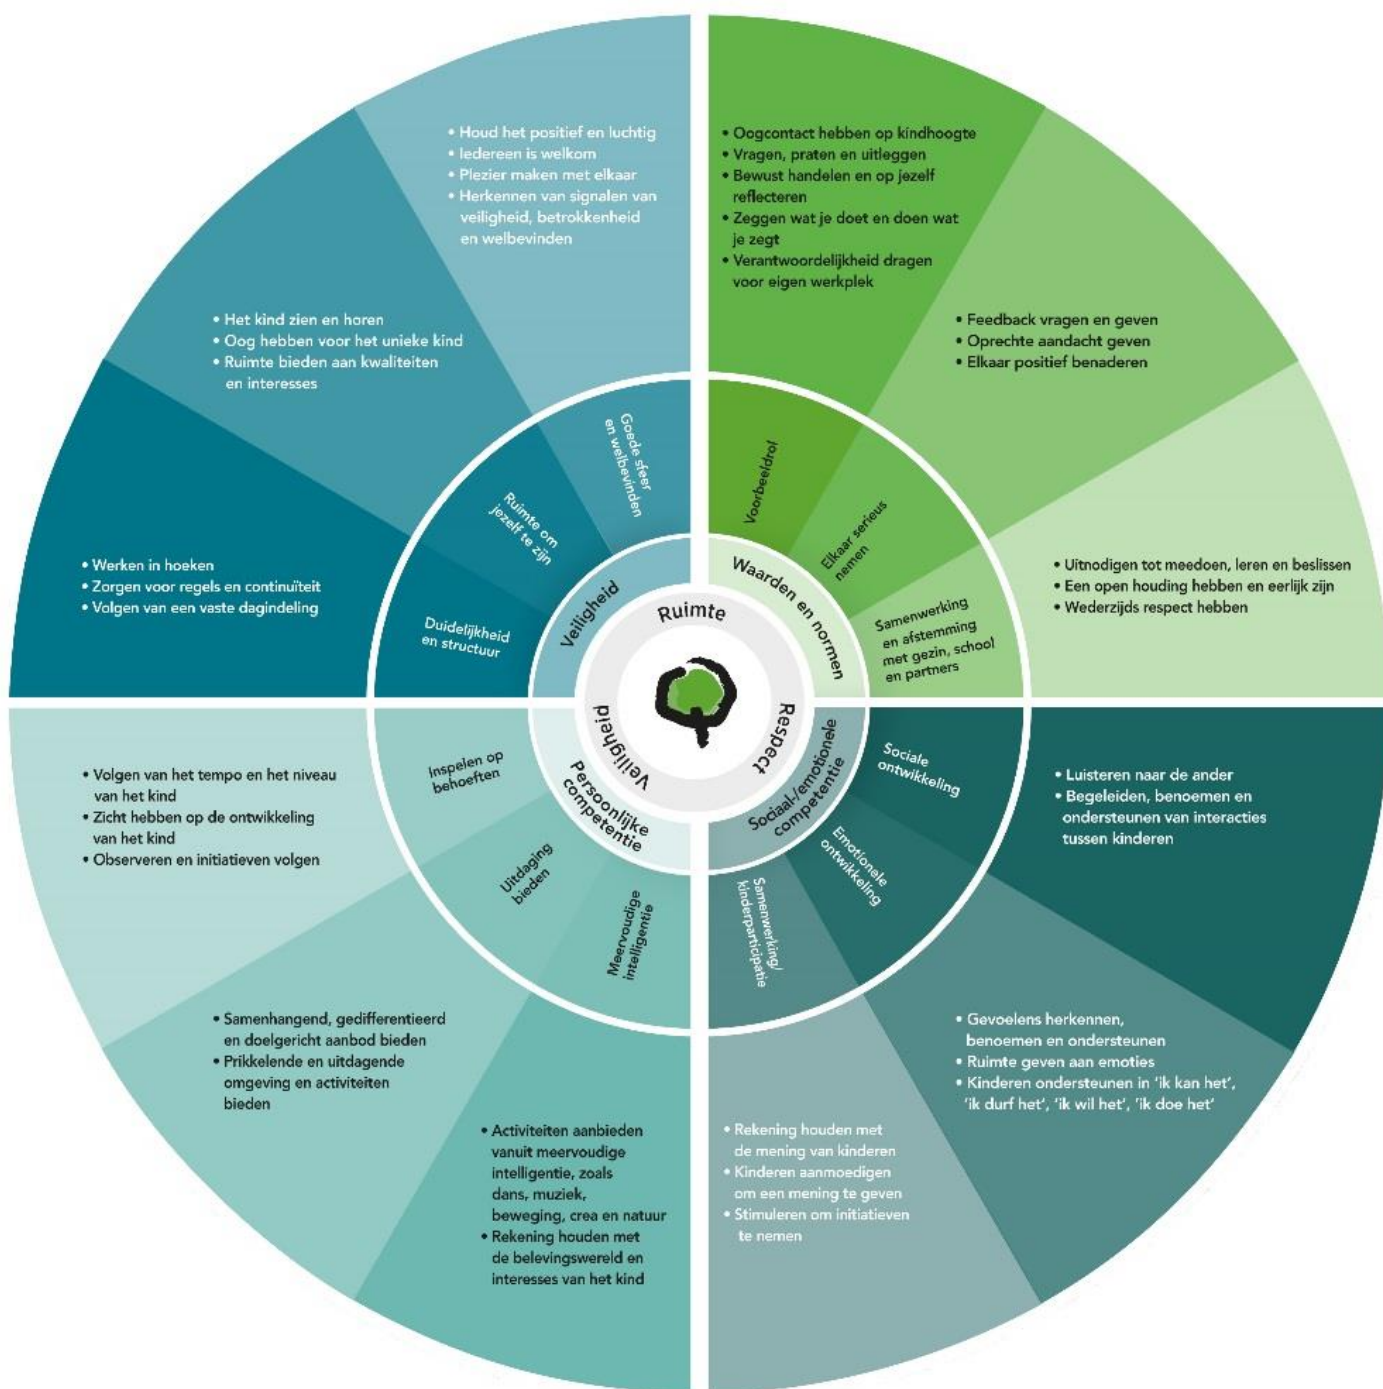 • Houd het positief en luchtig
• Iedereen is welkom
• Plezier maken met elkaar
• Herkennen van signalen van
veiligheid, betrokkenheid
en welbevinden
• Het kind zien en horen
• Oog hebben voor het unieke kind
• Ruimte bieden aan kwaliteiten
en interesses
• Werken in hoeken
• Zorgen voor regels en continuïteit
• Volgen van een vaste dagindeling
Goede sfeer
en welbevinden
Ruimte om
jezelf te zijn
Duidelijkheid
en structuur
Veiligheid
• Oogcontact hebben op kindhoogte
• Vragen, praten en uitleggen
• Bewust handelen en op jezelf
reflecteren
• Zeggen wat je doet en doen wat
je zegt
• Verantwoordelijkheid dragen
voor eigen werkplek
• Feedback vragen en geven
• Oprechte aandacht geven
• Elkaar positief benaderen
• Uitnodigen tot meedoen, leren en beslissen
• Een open houding hebben en eerlijk zijn
• Wederzijds respect hebben
Voorbeeldrol
Elkaar serieus
nemen
Samenwerking
en afstemming
met gezin, school
en partners
Waarden en normen
Ruimte
Respect
Veiligheid
Persoonlijke
competentie
Inspelen op
behoeften
Uitdaging
bieden
Meervoudige
intelligentie
• Volgen van het tempo en het niveau
van het kind
• Zicht hebben op de ontwikkeling
van het kind
• Observeren en initiatieven volgen
• Samenhangend, gedifferentieerd
en doelgericht aanbod bieden
• Prikkelende en uitdagende
omgeving en activiteiten
bieden
• Activiteiten aanbieden
vanuit meervoudige
intelligentie, zoals
dans, muziek,
beweging, crea en natuur
• Rekening houden met
de belevingswereld en
interesses van het kind
Sociaal-/emotionele
competentie
Sociale
ontwikkeling
Emotionele
ontwikkeling
Samenwerking/
kinderparticipatie
• Luisteren naar de ander
• Begeleiden, benoemen en
ondersteunen van interacties
tussen kinderen
• Gevoelens herkennen,
benoemen en ondersteunen
• Ruimte geven aan emoties
• Kinderen ondersteunen in ‘ik kan het’,
‘ik durf het’, ‘ik wil het’, ‘ik doe het’
• Rekening houden met
de mening van kinderen
• Kinderen aanmoedigen
om een mening te geven
• Stimuleren om initiatieven
te nemen